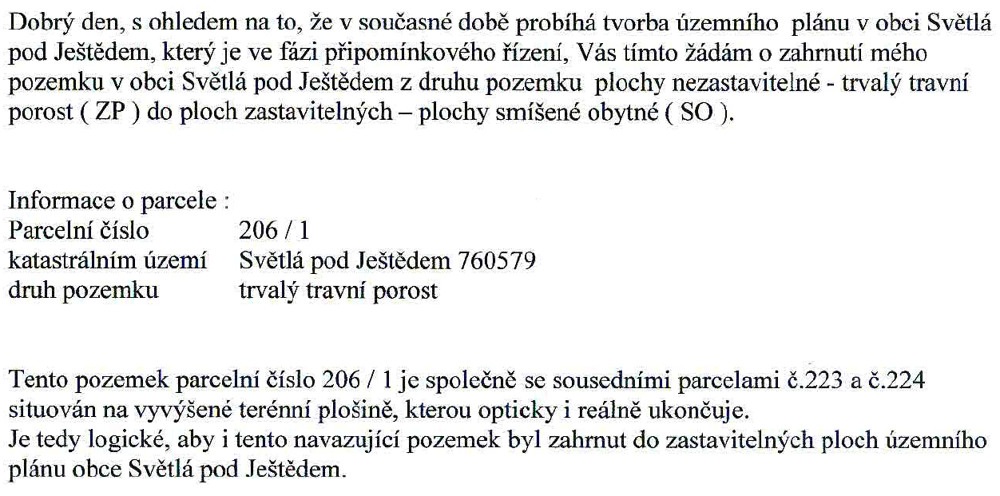 Dobrý den, s ohledem na to, že v současné době probíhá tvorba územního plánu v obci Světlá
pod Ještědem, který je ve fázi připomínkového řízení, Vás tímto žádám o zahrnutí mého
pozemku v obci Světlá pod Ještědem z druhu pozemku plochy nezastavitelné - trvalý travní
porost ( ZP ) do ploch zastavitelných – plochy smíšené obytné ( SO ).
Informace o parcele :
Parcelní číslo 206 / 1
katastrálním území Světlá pod Ještědem 760579
druh pozemku trvalý travní porost
Tento pozemek parcelní číslo 206 / 1 je společně se sousedními parcelami č.223 a č.224
situován na vyvýšené terénní plošině, kterou opticky i reálně ukončuje.
Je tedy logické, aby i tento navazující pozemek byl zahrnut do zastavitelných ploch územního
plánu obce Světlá pod Ještědem.